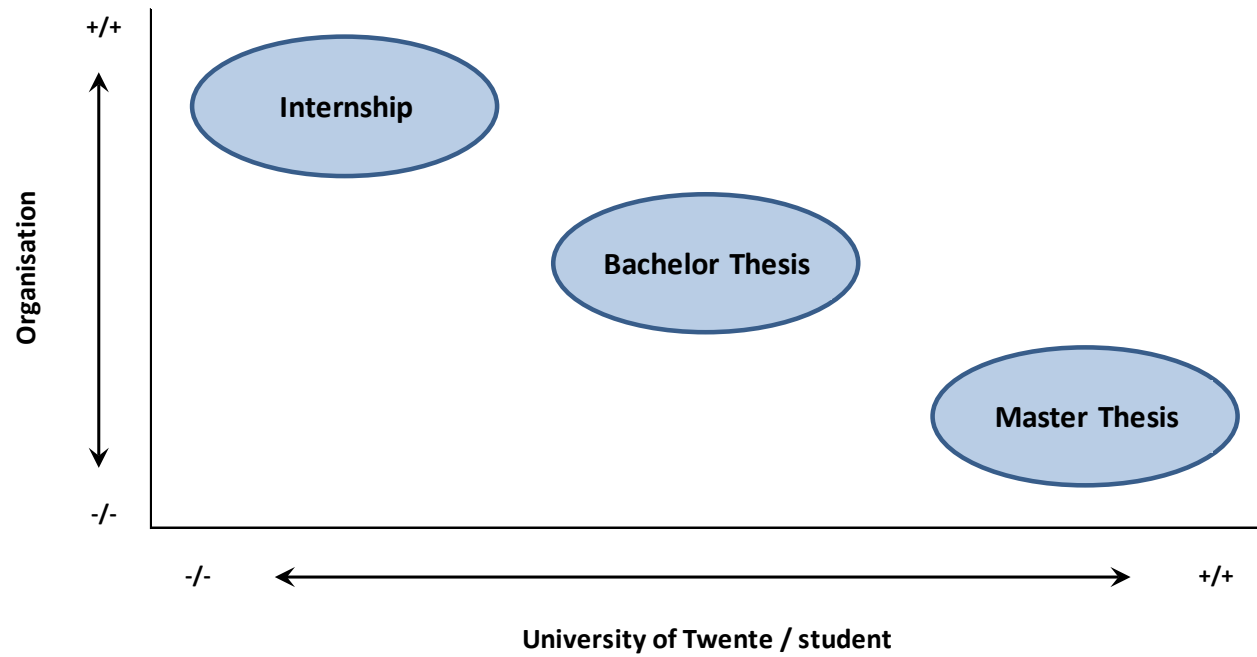 +/+
Internship
Organisation
Bachelor Thesis
Master Thesis
-/-
-/-
+/+
University of Twente / student